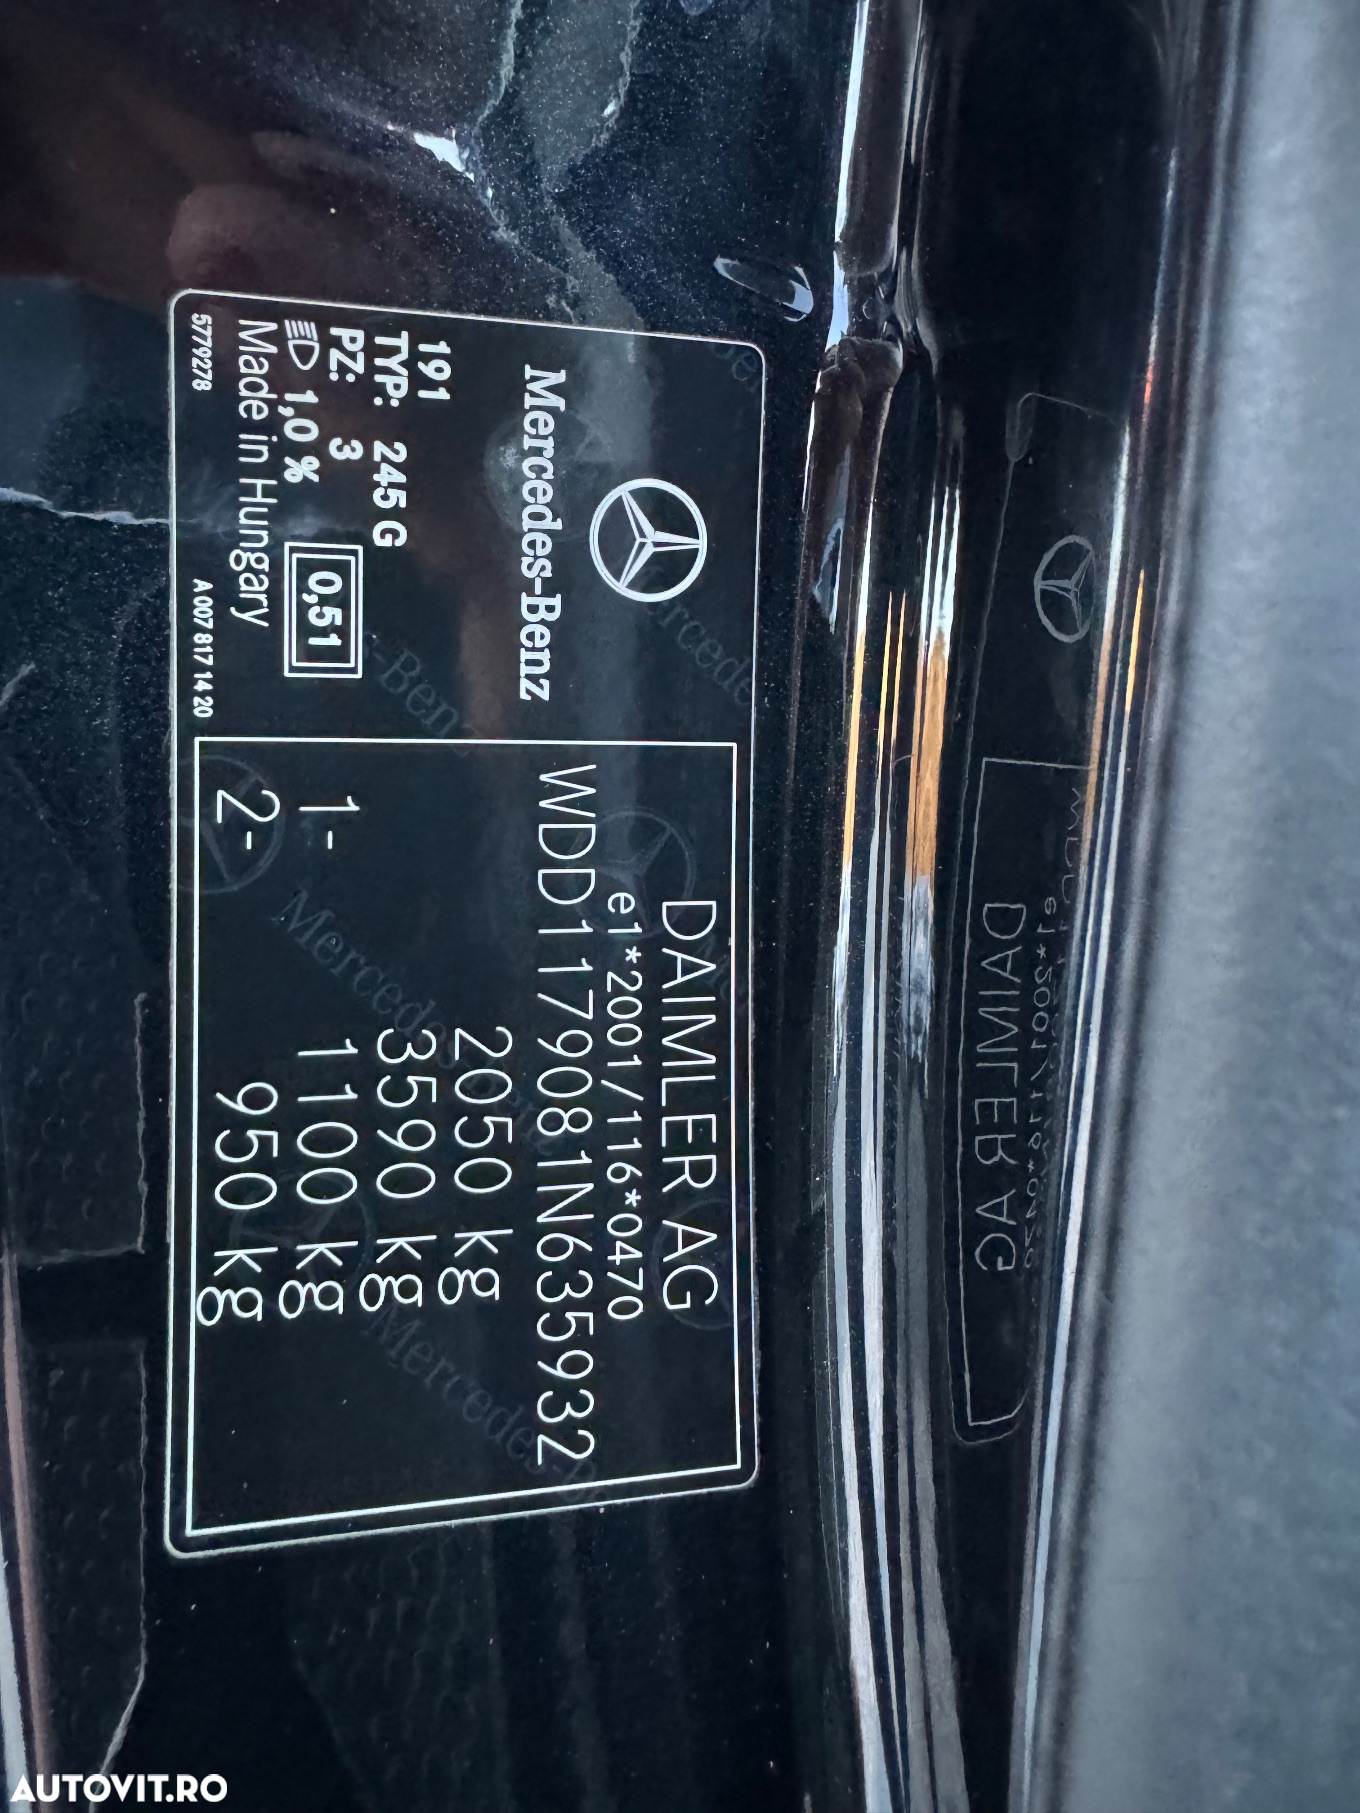 Mercedes-Benz
191
TYP: 245 G
PZ: 3
1,0 %
0,51
Made in Hungary
5779278
A 007 817 14 20
DAIMLER AG
e1*2001/116*0470
WDD1179081N635932
2050 kg
3590 kg
1- 1100 kg
2- 950 kg
DAIMLER AG
AUTOVIT.RO